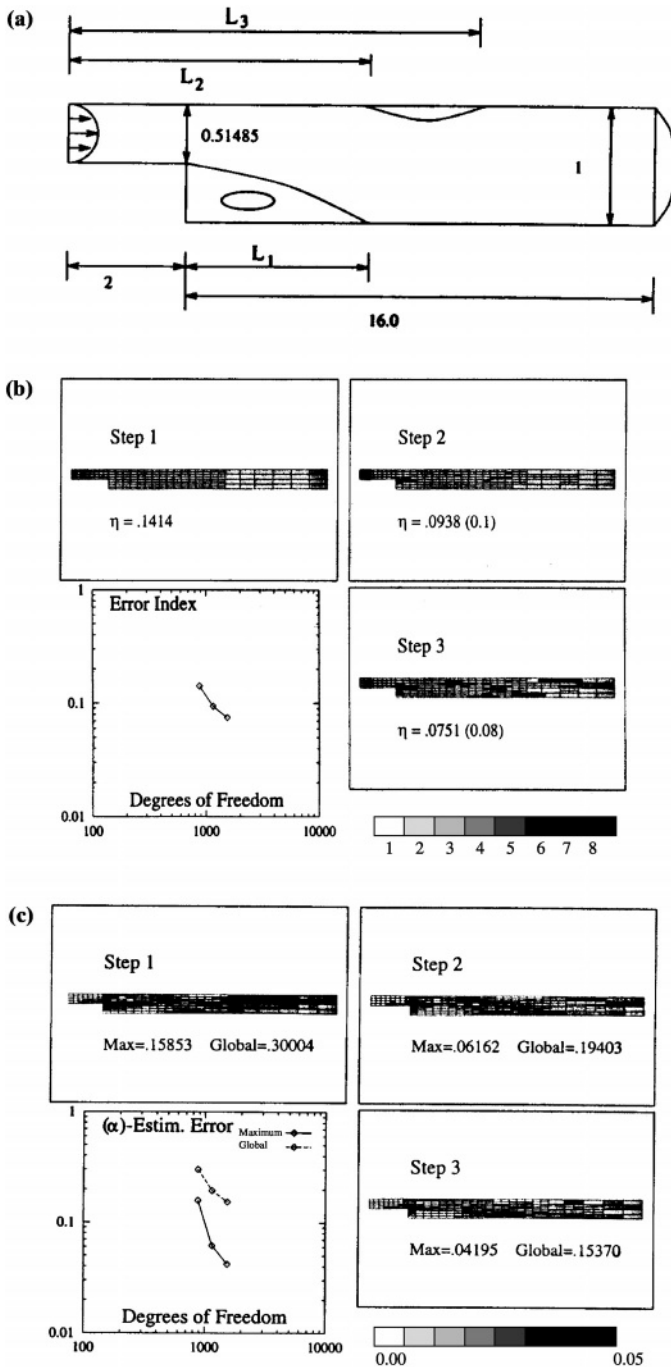 (a)
L3
L2
0.51485
1
L1
2
16.0
(b)
Step 1
η = .1414
Step 2
η = .0938 (0.1)
Error Index
1
0.1
0.01
100 1000 10000
Degrees of Freedom
Step 3
η = .0751 (0.08)
1 2 3 4 5 6 7 8
(c)
Step 1
Max=.15853 Global=.30004
Step 2
Max=.06162 Global=.19403
(α)-Estim. Error
Maximum
Global
1
0.1
0.01
100 1000 10000
Degrees of Freedom
Step 3
Max=.04195 Global=.15370
0.00 0.05